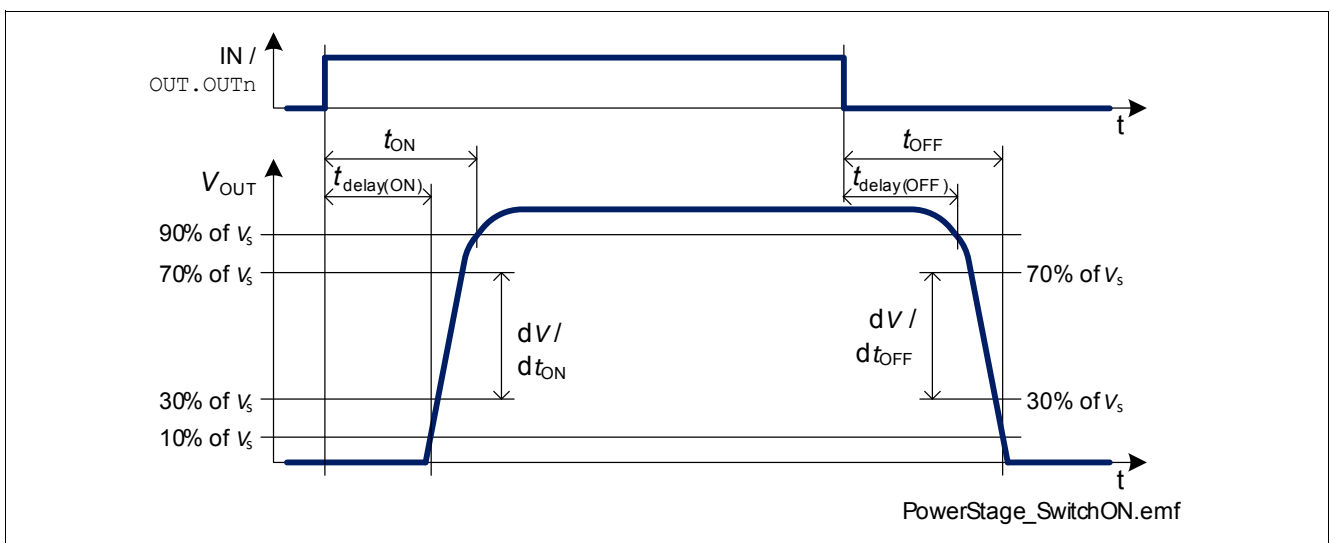 IN /
OUT.OUTn
t
tON
tOFF
VOUT
tdelay(ON)
tdelay(OFF)
90% of Vs
70% of Vs
70% of Vs
dV /
dtON
dV /
dtOFF
30% of Vs
30% of Vs
10% of Vs
t
PowerStage_SwitchON.emf